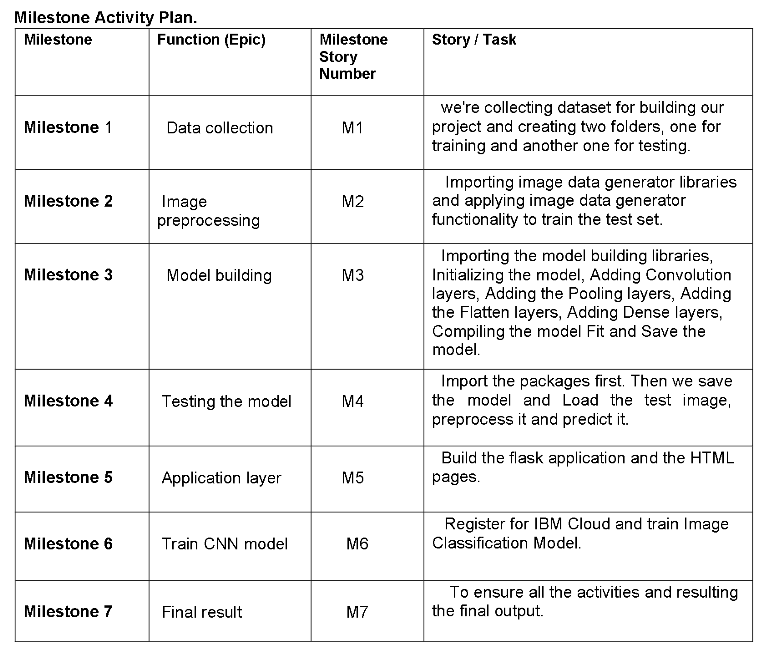 Milestone Activity Plan.
Milestone
Function (Epic)
Milestone
Story
Number
Story / Task
Milestone 1
Data collection
M1
we're collecting dataset for building our
project and creating two folders, one for
training and another one for testing.
Milestone 2
Image
preprocessing
M2
Importing image data generator libraries
and applying image data generator
functionality to train the test set.
Milestone 3
Model building
M3
Importing the model building libraries,
Initializing the model, Adding Convolution
layers, Adding the Pooling layers, Adding
the Flatten layers, Adding Dense layers,
Compiling the model Fit and Save the
model.
Milestone 4
Testing the model
M4
Import the packages first. Then we save
the model and Load the test image,
preprocess it and predict it.
Milestone 5
Application layer
M5
Build the flask application and the HTML
pages.
Milestone 6
Train CNN model
M6
Register for IBM Cloud and train Image
Classification Model.
Milestone 7
Final result
M7
To ensure all the activities and resulting
the final output.